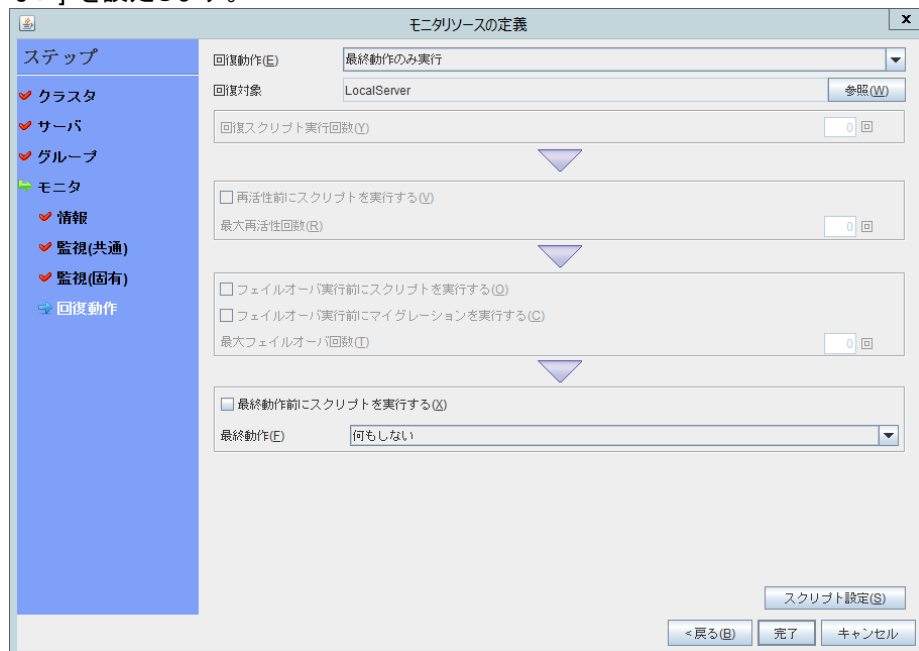 モニタリソースの定義
x
ステップ
クラスタ
サーバ
グループ
モニタ
情報
監視(共通)
監視(固有)
回復動作
回復動作(E) 最終動作のみ実行
回復対象 LocalServer 参照(W)
回復スクリプト実行回数(Y) 0 回
再活性前にスクリプトを実行する(V)
最大再活性回数(R) 0 回
フェイルオーバ実行前にスクリプトを実行する(O)
フェイルオーバ実行前にマイグレーションを実行する(C)
最大フェイルオーバ回数(T) 0 回
最終動作前にスクリプトを実行する(X)
最終動作(F) 何もしない
スクリプト設定(S)
<戻る(B) 完了 キャンセル